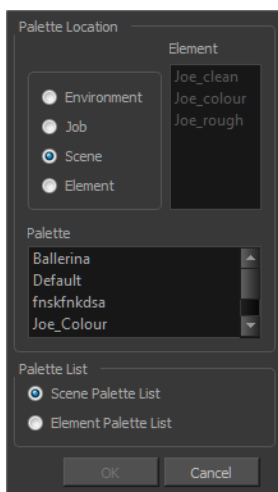 Palette Location
Element
Joe_clean
Joe_colour
Joe_rough
Environment
Job
Scene
Element
Palette
Ballerina
Default
fnskfnkdsa
Joe_Colour
Palette List
Scene Palette List
Element Palette List
OK
Cancel